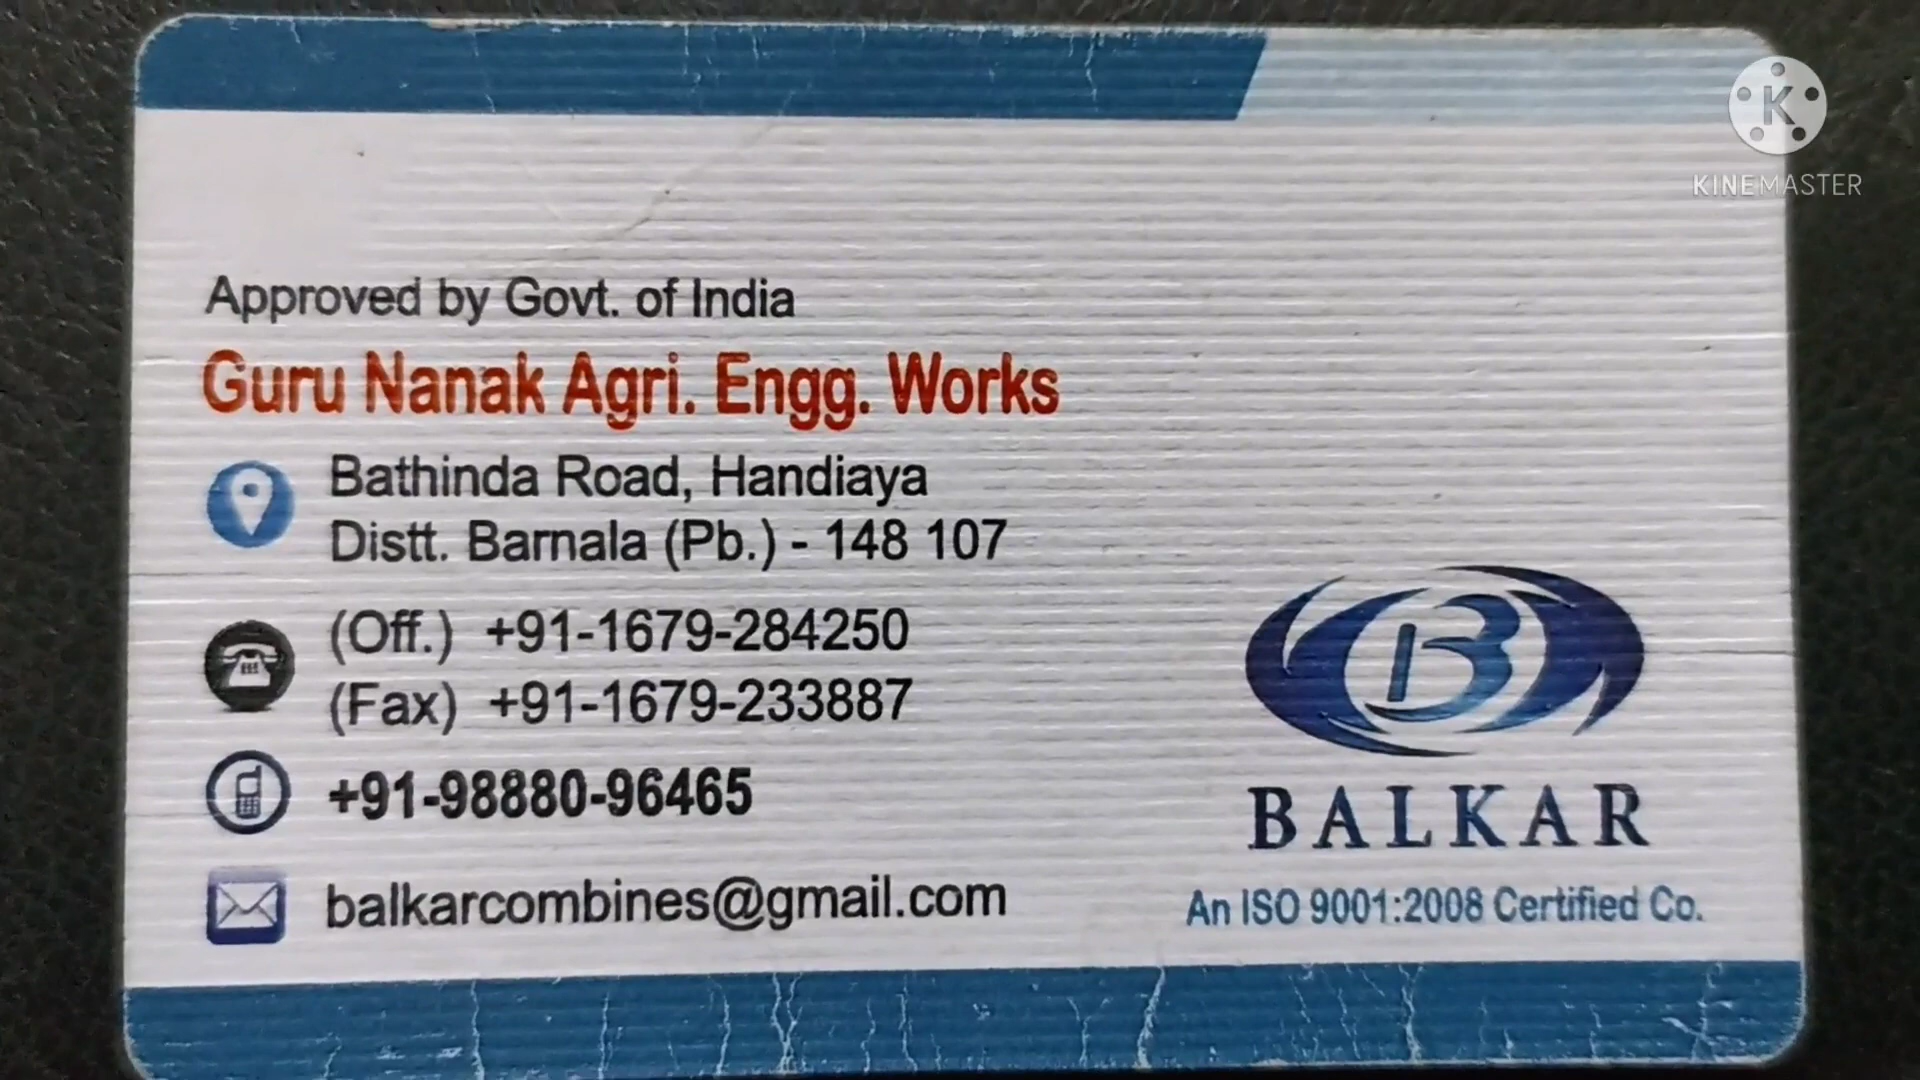 KINEMASTER
Approved by Govt. of India
Guru Nanak Agri. Engg. Works
Bathinda Road, Handiaya
Distt. Barnala (Pb.) - 148 107
(Off.) +91-1679-284250
(Fax) +91-1679-233887
+91-98880-96465
balkarcombines@gmail.com
B
BALKAR
An ISO 9001:2008 Certified Co.